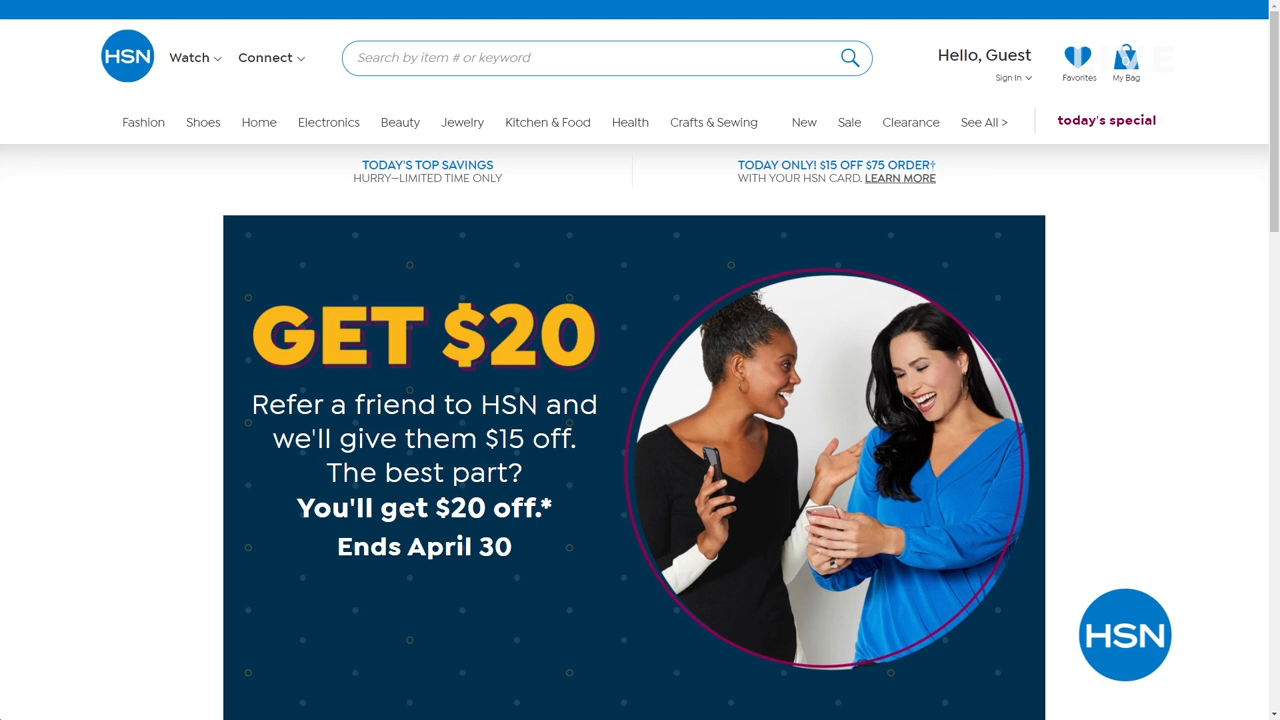 HSN
Watch
Connect
Search by item # or keyword
Hello, Guest
Sign In
Favorites
My Bag
Fashion
Shoes
Home
Electronics
Beauty
Jewelry
Kitchen & Food
Health
Crafts & Sewing
New
Sale
Clearance
See All >
today's special
TODAY'S TOP SAVINGS
HURRY—LIMITED TIME ONLY
TODAY ONLY! $15 OFF $75 ORDER†
WITH YOUR HSN CARD. LEARN MORE
GET $20
Refer a friend to HSN and
we'll give them $15 off.
The best part?
You'll get $20 off.*
Ends April 30
HSN